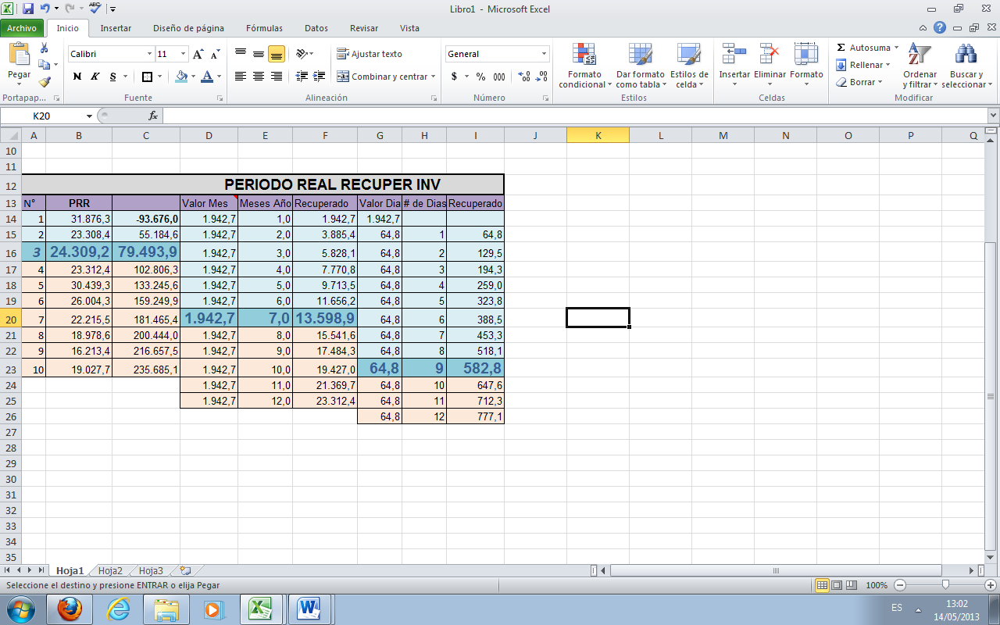 Libro1 - Microsoft Excel
Archivo Inicio Insertar Diseño de página Fórmulas Datos Revisar Vista
Pegar
Calibri 11
N K S
Ajustar texto
Combinar y centrar
General
$ % 000
Formato condicional
Dar formato como tabla
Estilos de celda
Insertar Eliminar Formato
Σ Autosuma
Rellenar
Borrar
Ordenar y filtrar
Buscar y seleccionar
Portapap... Fuente Alineación Número Estilos Celdas Modificar
K20 fx
A B C D E F G H I J K L M N O P Q
10
11
12 PERIODO REAL RECUPER INV
13 N° PRR Valor Mes Meses Año Recuperado Valor Dia # de Dias Recuperado
14 1 31.876,3 -93.676,0 1.942,7 1,0 1.942,7 1.942,7
15 2 23.308,4 55.184,6 1.942,7 2,0 3.885,4 64,8 1 64,8
16 3 24.309,2 79.493,9 1.942,7 3,0 5.828,1 64,8 2 129,5
17 4 23.312,4 102.806,3 1.942,7 4,0 7.770,8 64,8 3 194,3
18 5 30.439,3 133.245,6 1.942,7 5,0 9.713,5 64,8 4 259,0
19 6 26.004,3 159.249,9 1.942,7 6,0 11.656,2 64,8 5 323,8
20 7 22.215,5 181.465,4 1.942,7 7,0 13.598,9 64,8 6 388,5
21 8 18.978,6 200.444,0 1.942,7 8,0 15.541,6 64,8 7 453,3
22 9 16.213,4 216.657,5 1.942,7 9,0 17.484,3 64,8 8 518,1
23 10 19.027,7 235.685,1 1.942,7 10,0 19.427,0 64,8 9 582,8
24 1.942,7 11,0 21.369,7 64,8 10 647,6
25 1.942,7 12,0 23.312,4 64,8 11 712,3
26 64,8 12 777,1
27
28
29
30
31
32
33
34
35
Hoja1 Hoja2 Hoja3
Seleccione el destino y presione ENTRAR o elija Pegar 100%
ES 13:02
14/05/2013